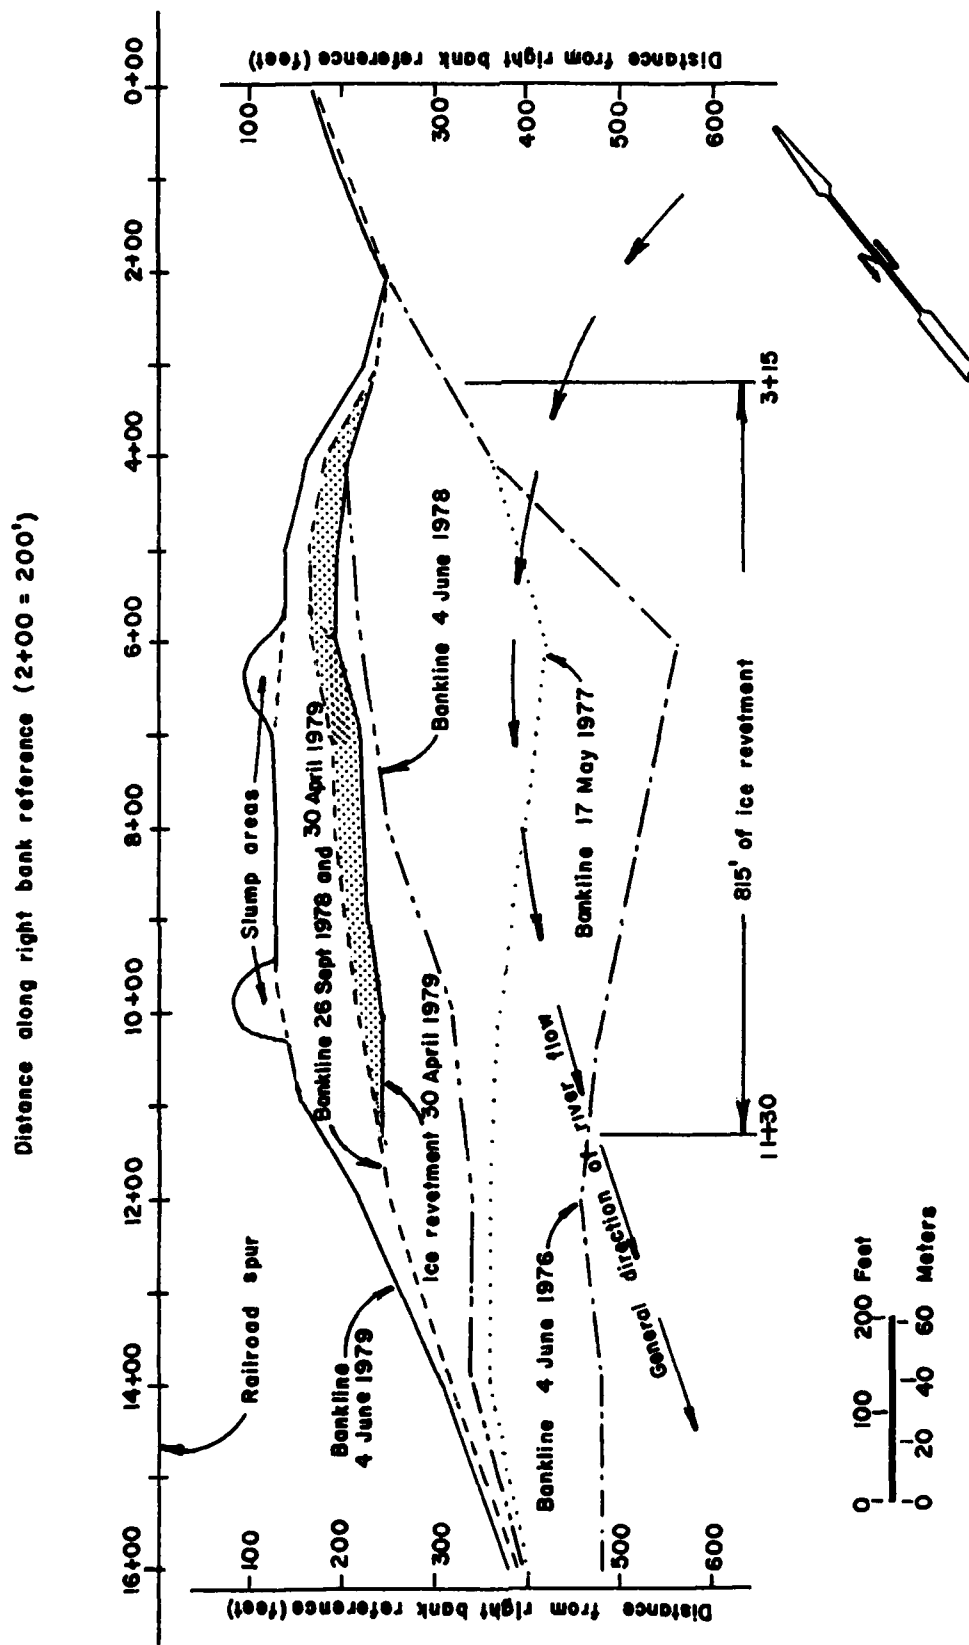 Distance along right bank reference (2+00 = 200')
16+00
14+00
12+00
10+00
8+00
6+00
4+00
2+00
0+00
Railroad spur
Slump areas
Distance from right bank reference (feet)
100
200
300
500
600
Distance from right bank reference (feet)
100
300
400
500
600
Bankline
4 June 1979
Bankline 26 Sept 1978 and
30 April 1979
Ice revetment 30 April 1979
Bankline 4 June 1978
Bankline 17 May 1977
Bankline 4 June 1976
General direction of river flow
11+30
815' of ice revetment
3+15
N
0 100 200 Feet
0 20 40 60 Meters